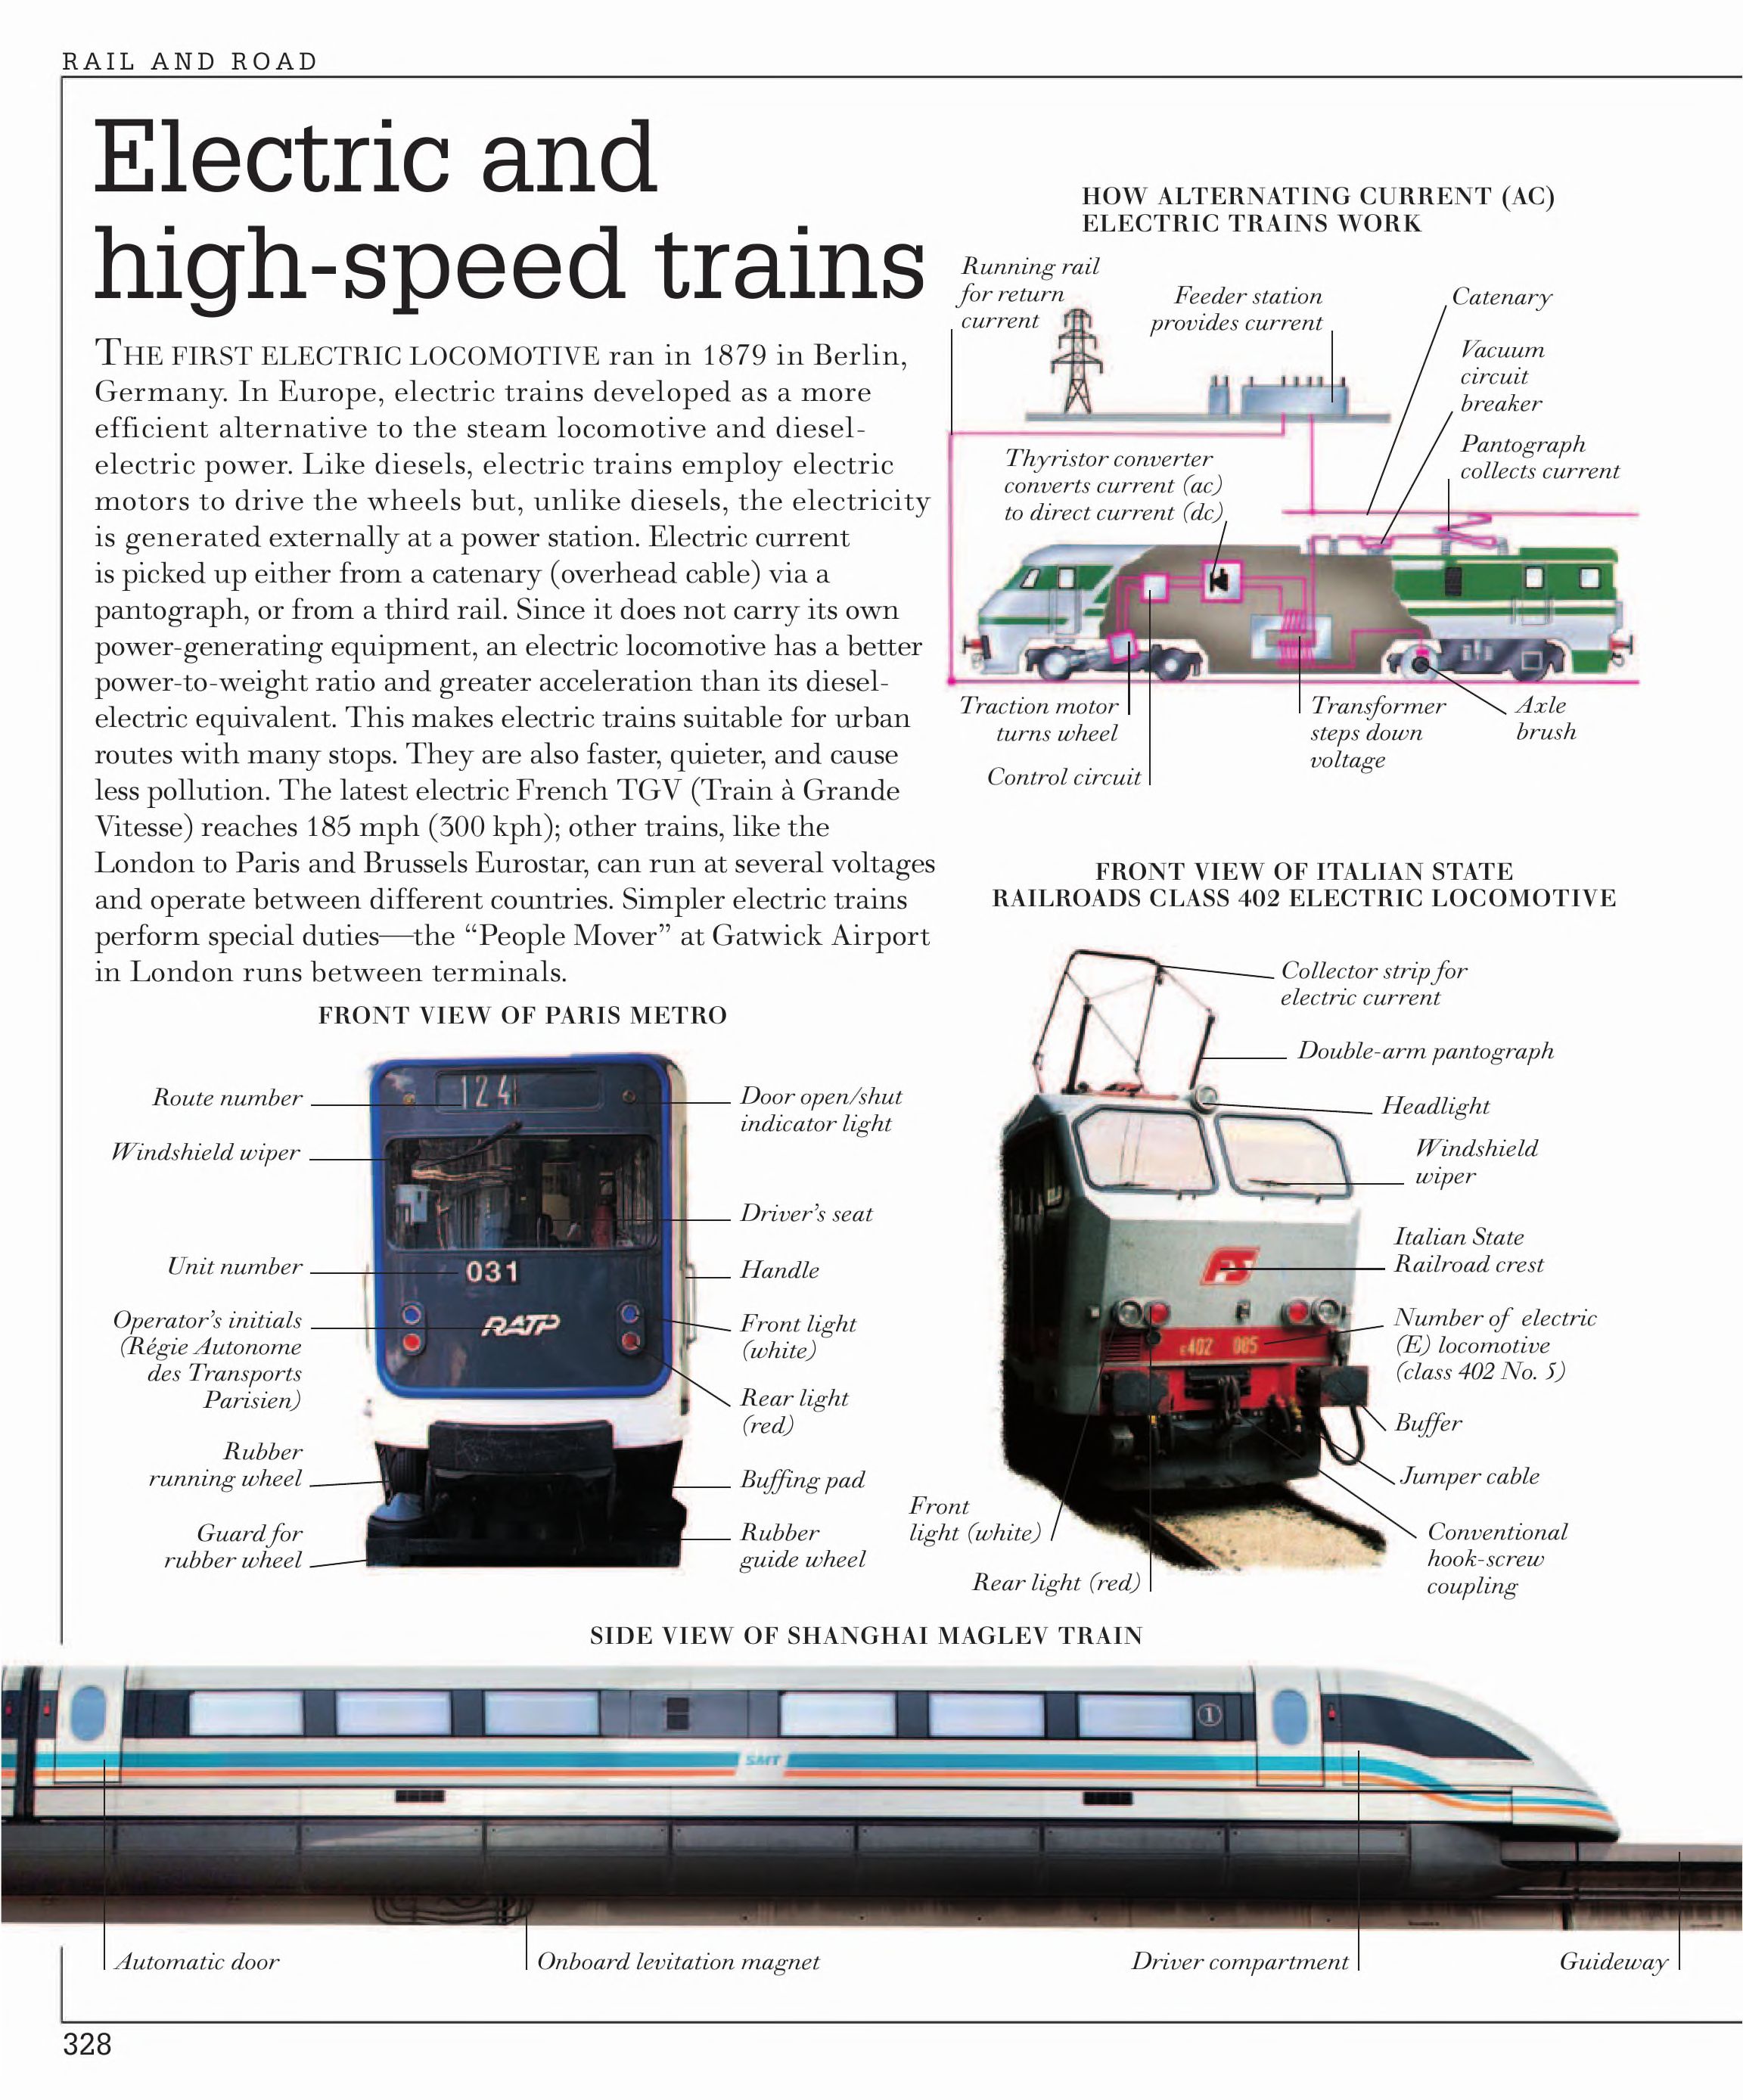 RAIL AND ROAD
Electric and
high-speed trains
THE FIRST ELECTRIC LOCOMOTIVE ran in 1879 in Berlin,
Germany. In Europe, electric trains developed as a more
efficient alternative to the steam locomotive and diesel-
electric power. Like diesels, electric trains employ electric
motors to drive the wheels but, unlike diesels, the electricity
is generated externally at a power station. Electric current
is picked up either from a catenary (overhead cable) via a
pantograph, or from a third rail. Since it does not carry its own
power-generating equipment, an electric locomotive has a better
power-to-weight ratio and greater acceleration than its diesel-
electric equivalent. This makes electric trains suitable for urban
routes with many stops. They are also faster, quieter, and cause
less pollution. The latest electric French TGV (Train à Grande
Vitesse) reaches 185 mph (300 kph); other trains, like the
London to Paris and Brussels Eurostar, can run at several voltages
and operate between different countries. Simpler electric trains
perform special duties—the “People Mover” at Gatwick Airport
in London runs between terminals.
HOW ALTERNATING CURRENT (AC)
ELECTRIC TRAINS WORK
Running rail
for return
current
Feeder station
provides current
Catenary
Vacuum
circuit
breaker
Pantograph
collects current
Thyristor converter
converts current (ac)
to direct current (dc)
Traction motor
turns wheel
Control circuit
Transformer
steps down
voltage
Axle
brush
FRONT VIEW OF PARIS METRO
Route number
Windshield wiper
Unit number
Operator’s initials
(Régie Autonome
des Transports
Parisien)
Rubber
running wheel
Guard for
rubber wheel
124
031
RATP
Door open/shut
indicator light
Driver’s seat
Handle
Front light
(white)
Rear light
(red)
Buffing pad
Rubber
guide wheel
FRONT VIEW OF ITALIAN STATE
RAILROADS CLASS 402 ELECTRIC LOCOMOTIVE
Collector strip for
electric current
Double-arm pantograph
Headlight
Windshield
wiper
Italian State
Railroad crest
Number of electric
(E) locomotive
(class 402 No. 5)
Buffer
Jumper cable
Conventional
hook-screw
coupling
Front
light (white)
Rear light (red)
FS
E402 005
SIDE VIEW OF SHANGHAI MAGLEV TRAIN
1
SMT
Automatic door
Onboard levitation magnet
Driver compartment
Guideway
328